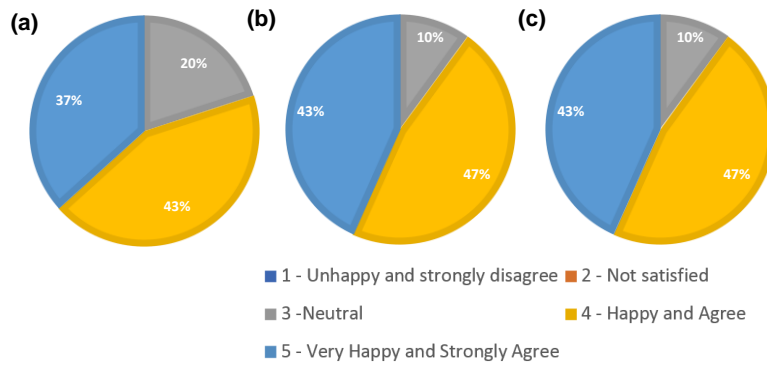 (a)
20%
37%
43%
(b)
10%
43%
47%
(c)
10%
43%
47%
1 - Unhappy and strongly disagree
2 - Not satisfied
3 -Neutral
4 - Happy and Agree
5 - Very Happy and Strongly Agree